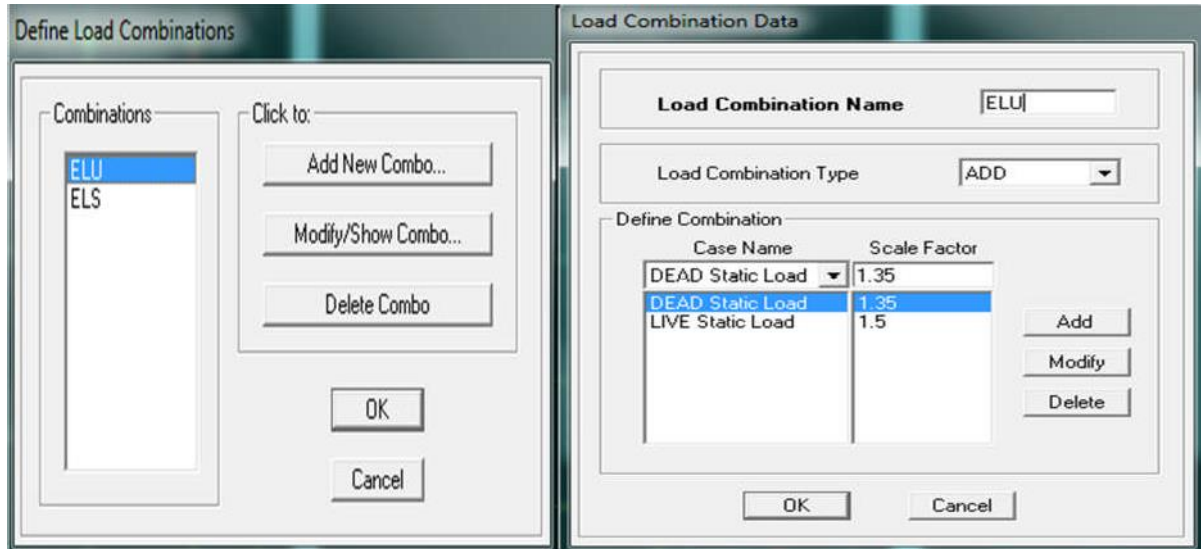 Define Load Combinations
Combinations
ELU
ELS
Click to:
Add New Combo...
Modify/Show Combo...
Delete Combo
OK
Cancel
Load Combination Data
Load Combination Name
ELU
Load Combination Type
ADD
Define Combination
Case Name Scale Factor
DEAD Static Load 1.35
DEAD Static Load 1.35
LIVE Static Load 1.5
Add
Modify
Delete
OK Cancel